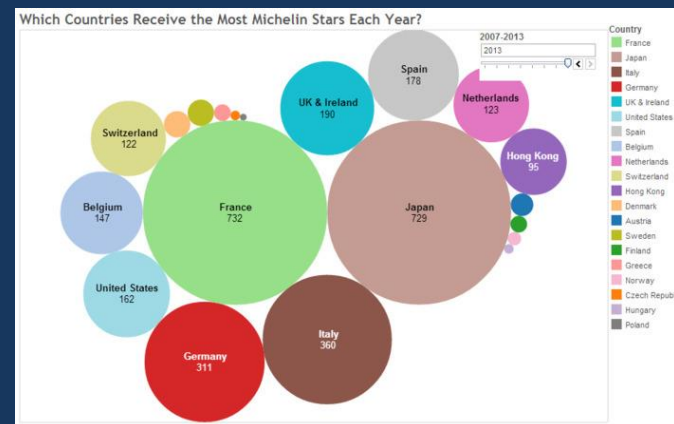 Which Countries Receive the Most Michelin Stars Each Year?
2007-2013
2013
Spain
178
UK & Ireland
190
Netherlands
123
Switzerland
122
Hong Kong
95
Belgium
147
France
732
Japan
729
United States
162
Italy
360
Germany
311
Country
France
Japan
Italy
Germany
UK & Ireland
United States
Spain
Belgium
Netherlands
Switzerland
Hong Kong
Denmark
Austria
Sweden
Finland
Greece
Norway
Czech Republ
Hungary
Poland